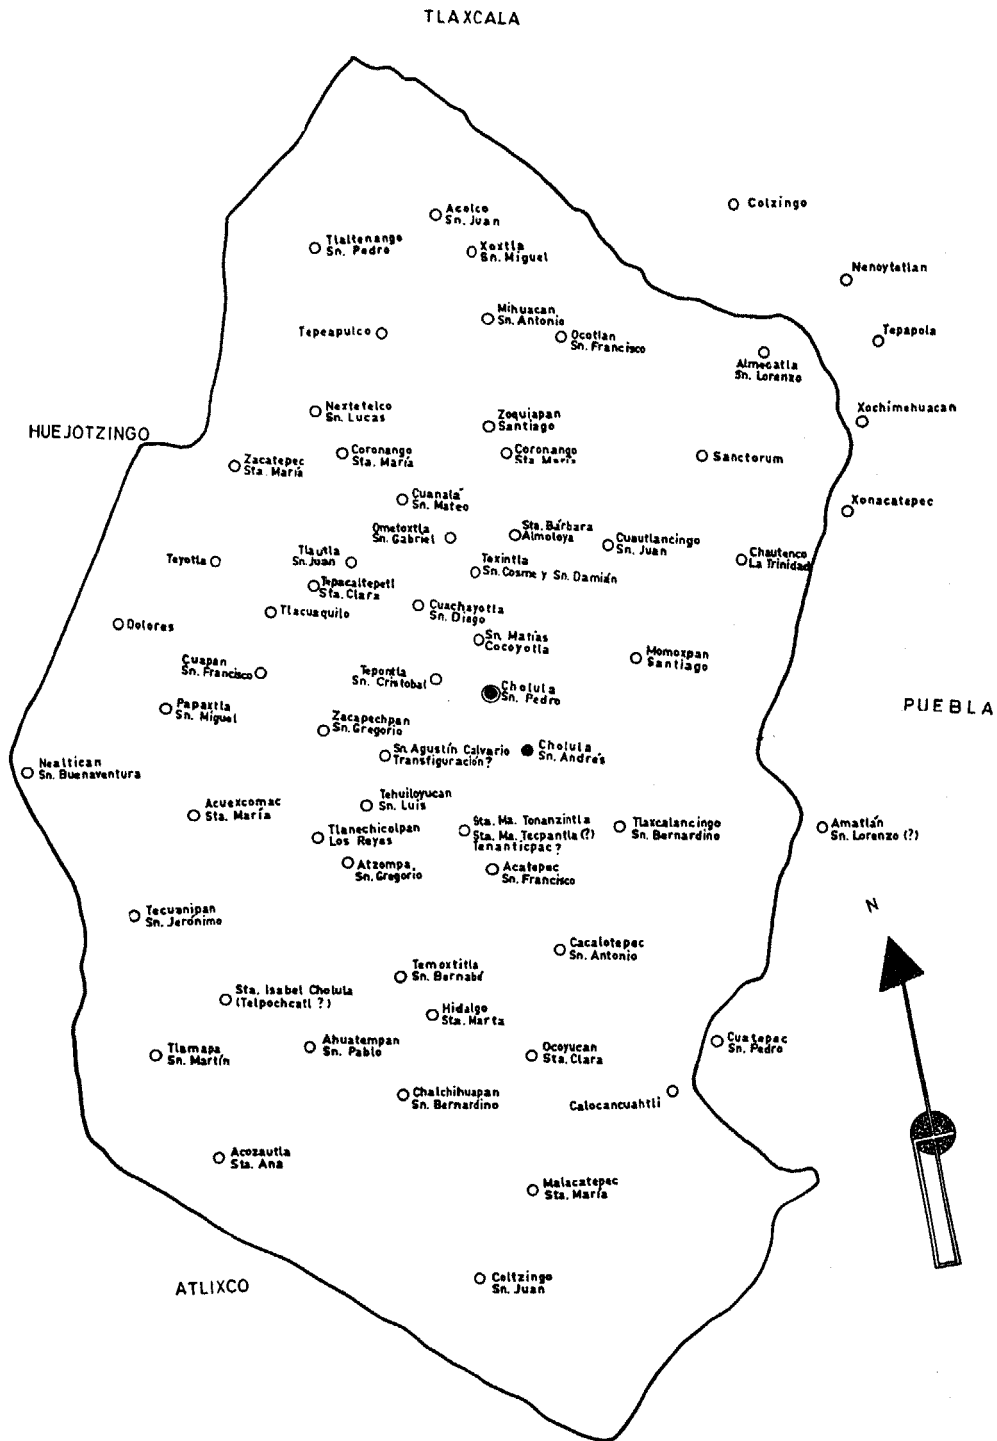 TLAXCALA
Colzingo
Acolco
Sn. Juan
Tlaltenango
Sn. Pedro
Xoxtla
Sn. Miguel
Nenoytetlan
Mihuacan
Sn. Antonio
Tepeapulco
Ocotlan
Sn. Francisco
Tepapola
Almecatla
Sn. Lorenzo
Nextetelco
Sn. Lucas
Zoquiapan
Santiago
Xochimehuacan
HUEJOTZINGO
Zacatepec
Sta. María
Coronango
Sta. María
Coronango
Sta. María
Sanctorum
Cuanalá
Sn. Mateo
Xonacatepec
Ometoxtla
Sn. Gabriel
Sta. Bárbara
Almoloya
Cuautlancingo
Sn. Juan
Teyotla
Tlautla
Sn. Juan
Texintla
Sn. Cosme y Sn. Damián
Chautenco
La Trinidad
Tepacaltepetl
Sta. Clara
Tlacuaquilo
Cuachayotla
Sn. Diego
Dolores
Sn. Matías
Cocoyotla
Momoxpan
Santiago
Cuapan
Sn. Francisco
Tepontla
Sn. Cristobal
Cholula
Sn. Pedro
PUEBLA
Papaxtla
Sn. Miguel
Zacapechpan
Sn. Gregorio
Sn. Agustín Calvario
Transfiguración?
Cholula
Sn. Andrés
Nealtican
Sn. Buenaventura
Acuexcomac
Sta. María
Tehuiloyucan
Sn. Luis
Tlanechicolpan
Los Reyes
Sta. Ma. Tonanzintla
Sta. Ma. Tecpantla (?)
Tenanticpac?
Tlaxcalancingo
Sn. Bernardino
Amatlán
Sn. Lorenzo (?)
Atzompa
Sn. Gregorio
Acatepec
Sn. Francisco
N
Tecuanipan
Sn. Jerónimo
Cacalotepec
Sn. Antonio
Temoxtitla
Sn. Bernabé
Sta. Isabel Cholula
(Telpochcatl ?)
Hidalgo
Sta. Marta
Tlamapa
Sn. Martín
Ahuatempan
Sn. Pablo
Ocoyucan
Sta. Clara
Cuatepec
Sn. Pedro
Chalchihuapan
Sn. Bernardino
Calocancuahtli
Acozautla
Sta. Ana
Malacatepec
Sta. María
ATLIXCO
Coltzingo
Sn. Juan